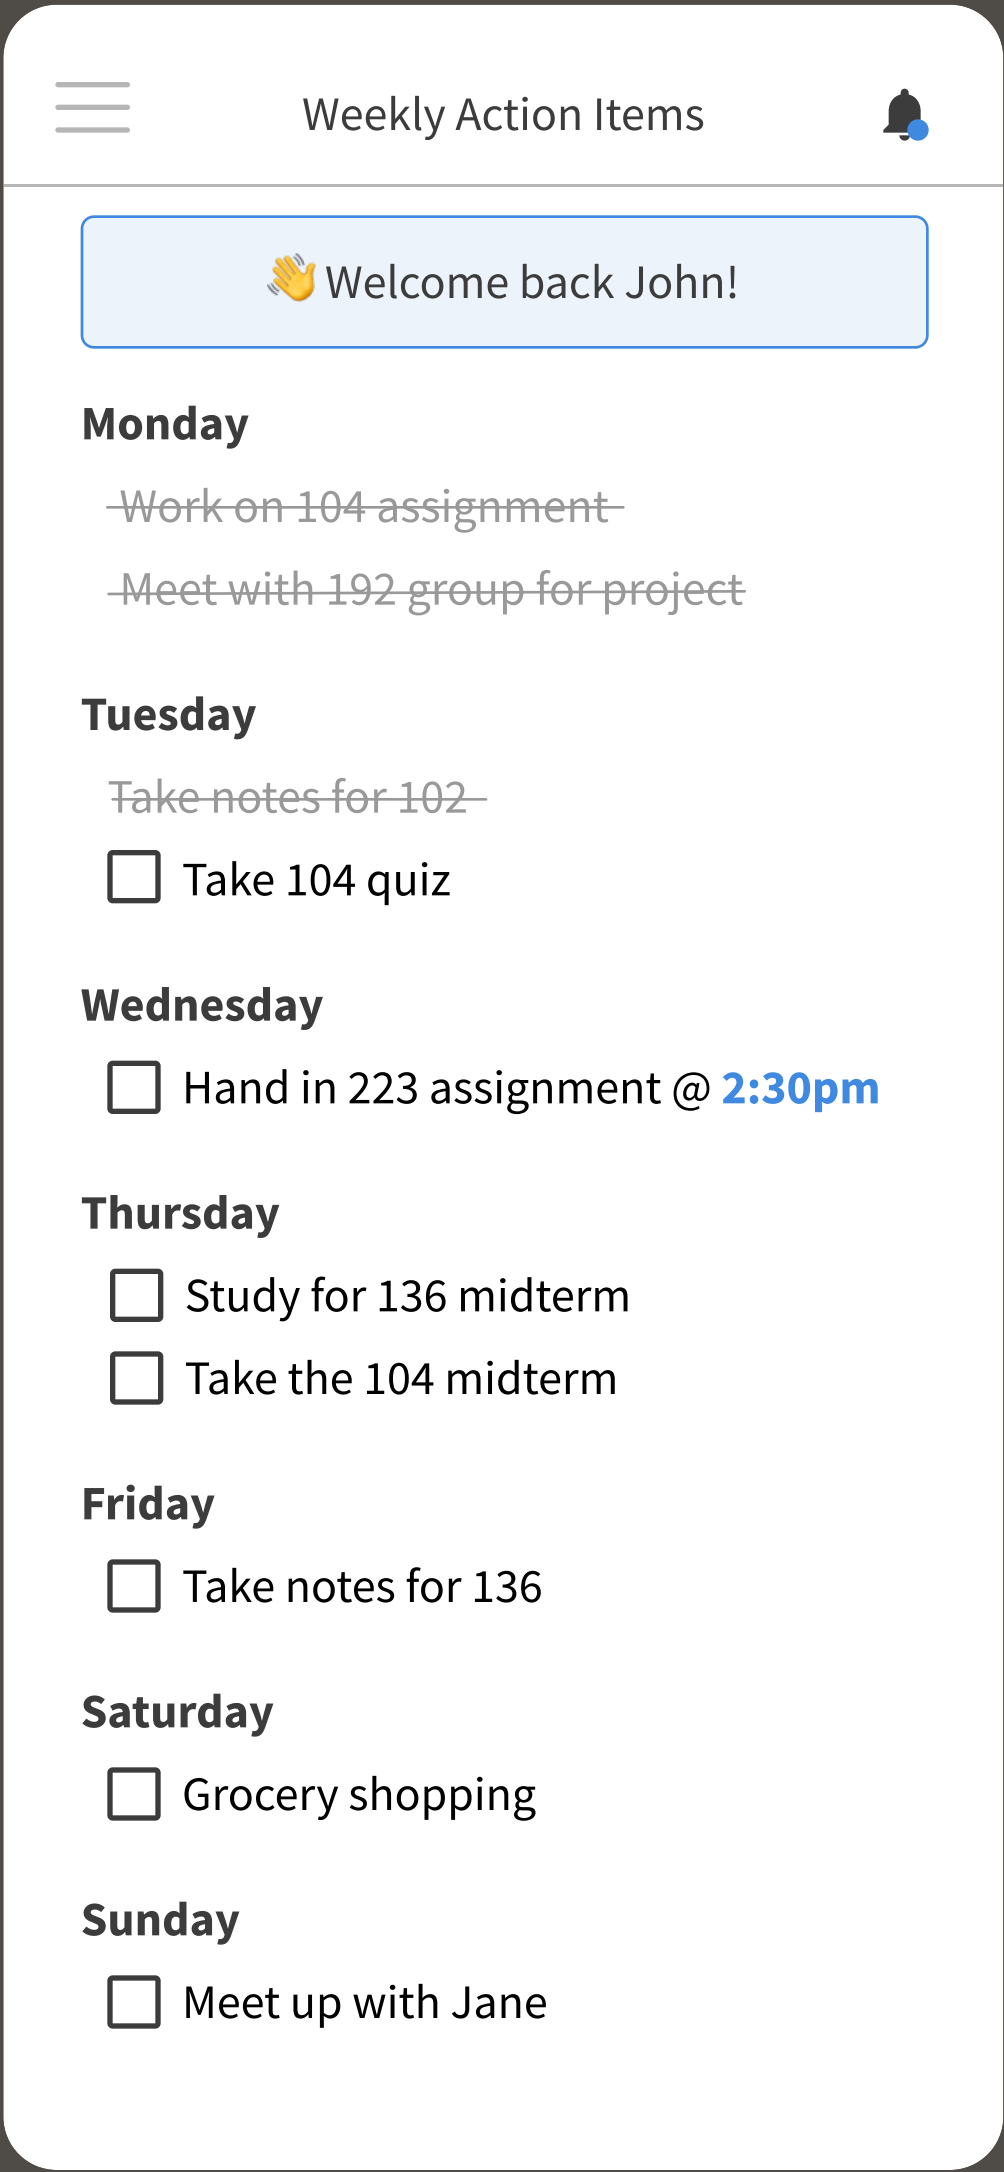 Weekly Action Items
👋 Welcome back John!
Monday
Work on 104 assignment
Meet with 192 group for project
Tuesday
Take notes for 102
Take 104 quiz
Wednesday
Hand in 223 assignment @ 2:30pm
Thursday
Study for 136 midterm
Take the 104 midterm
Friday
Take notes for 136
Saturday
Grocery shopping
Sunday
Meet up with Jane